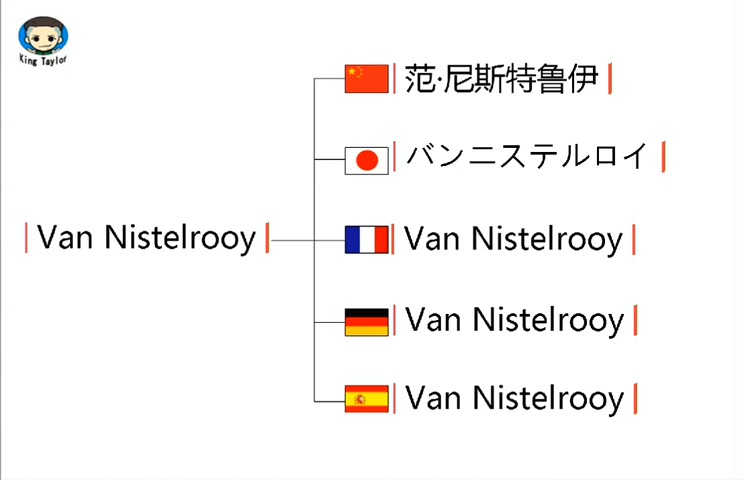 King Taylor
范·尼斯特鲁伊
バンニステルロイ
Van Nistelrooy
Van Nistelrooy
Van Nistelrooy
Van Nistelrooy